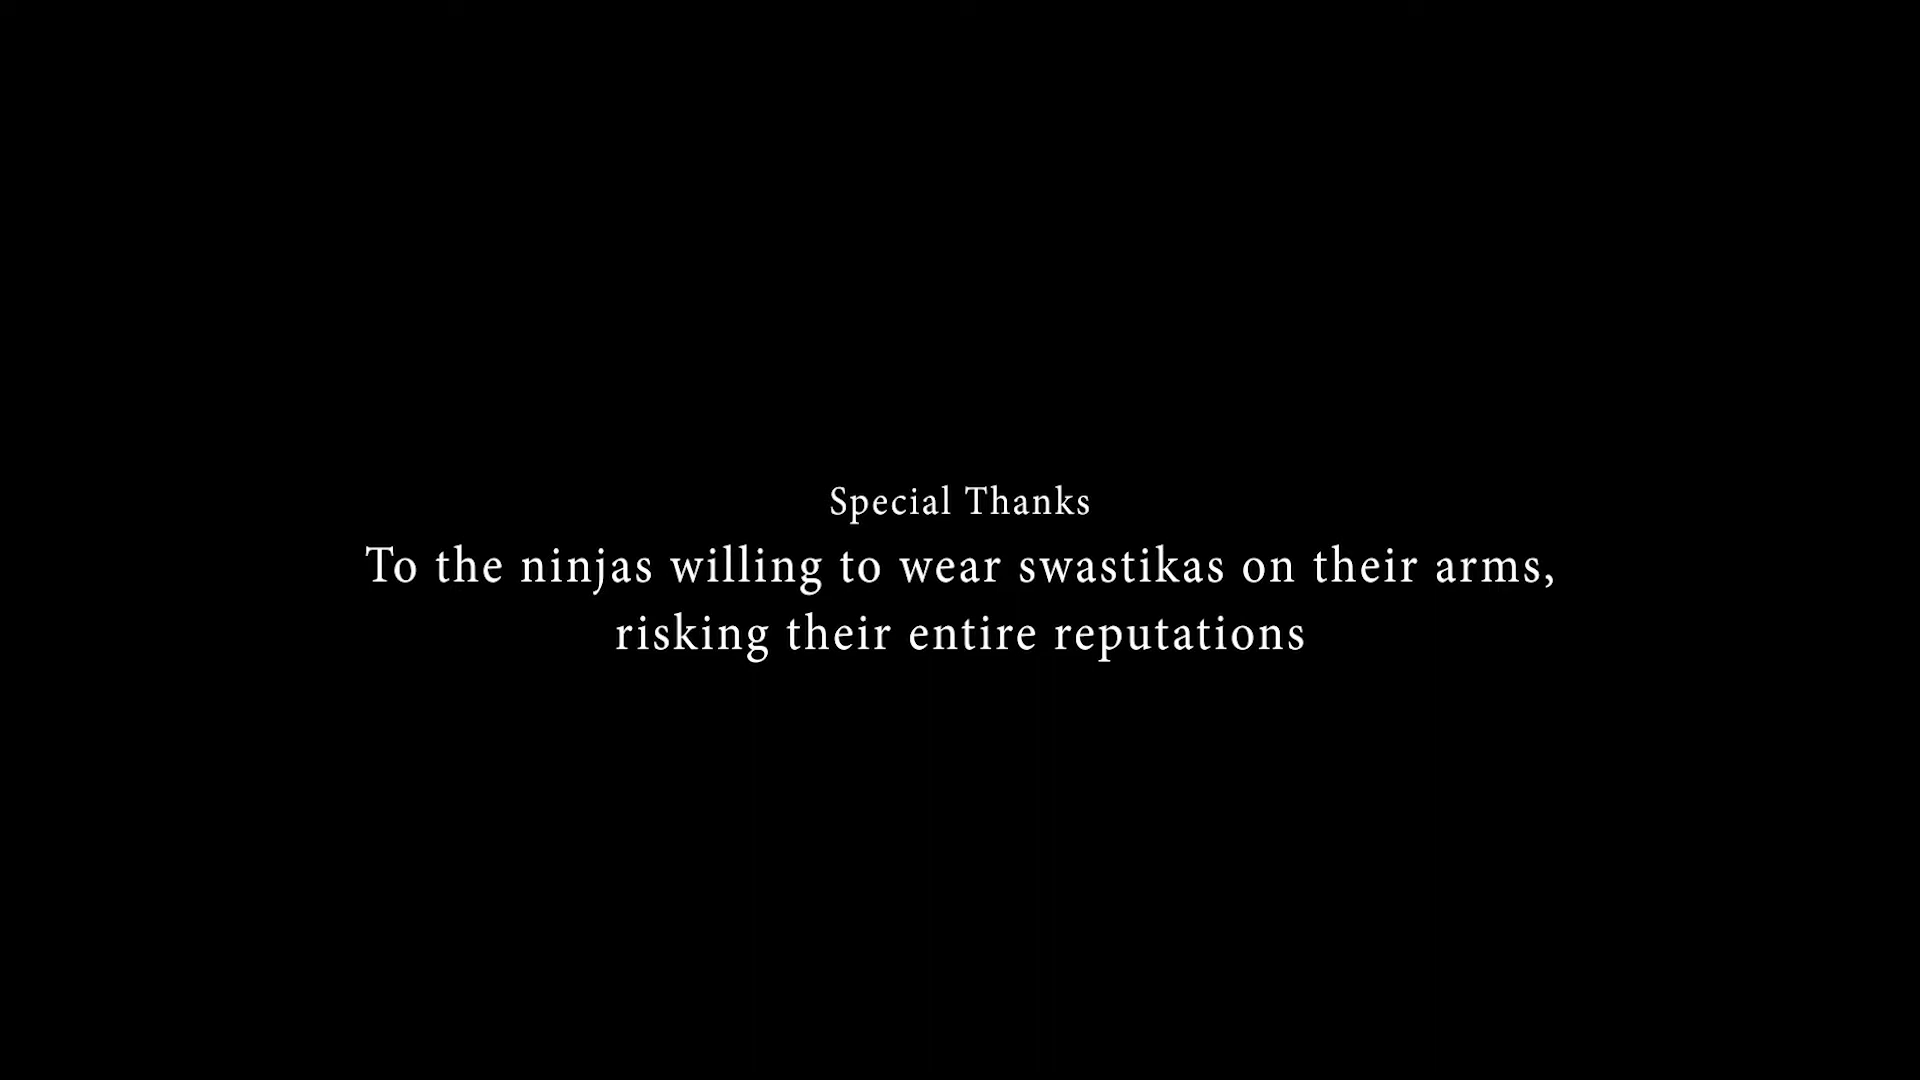 Special Thanks
To the ninjas willing to wear swastikas on their arms,
risking their entire reputations